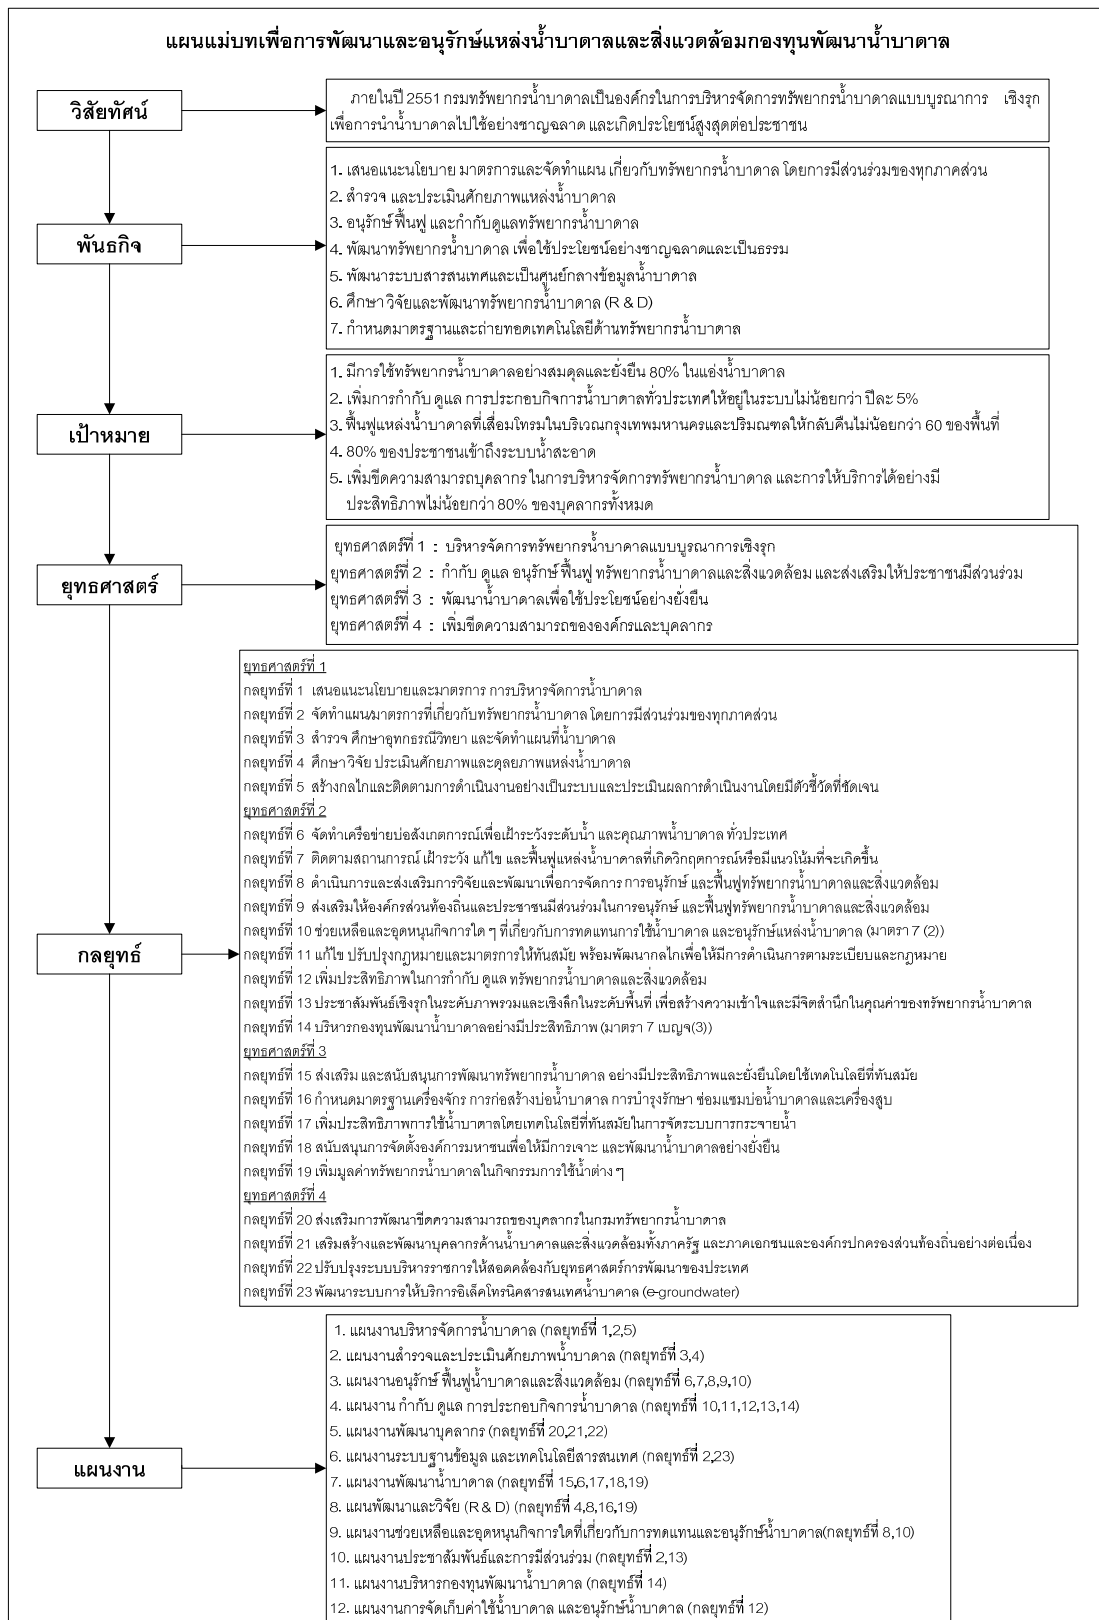 แผนแม่บทเพื่อการพัฒนาและอนุรักษ์แหล่งน้ำบาดาลและสิ่งแวดล้อมกองทุนพัฒนาน้ำบาดาล
วิสัยทัศน์
ภายในปี 2551 กรมทรัพยากรน้ำบาดาลเป็นองค์กรในการบริหารจัดการทรัพยากรน้ำบาดาลแบบบูรณาการ เชิงรุก
เพื่อการนำน้ำบาดาลไปใช้อย่างชาญฉลาด และเกิดประโยชน์สูงสุดต่อประชาชน
พันธกิจ
1. เสนอแนะนโยบาย มาตรการและจัดทำแผน เกี่ยวกับทรัพยากรน้ำบาดาล โดยการมีส่วนร่วมของทุกภาคส่วน
2. สำรวจ และประเมินศักยภาพแหล่งน้ำบาดาล
3. อนุรักษ์ ฟื้นฟู และกำกับดูแลทรัพยากรน้ำบาดาล
4. พัฒนาทรัพยากรน้ำบาดาล เพื่อใช้ประโยชน์อย่างชาญฉลาดและเป็นธรรม
5. พัฒนาระบบสารสนเทศและเป็นศูนย์กลางข้อมูลน้ำบาดาล
6. ศึกษา วิจัยและพัฒนาทรัพยากรน้ำบาดาล (R & D)
7. กำหนดมาตรฐานและถ่ายทอดเทคโนโลยีด้านทรัพยากรน้ำบาดาล
เป้าหมาย
1. มีการใช้ทรัพยากรน้ำบาดาลอย่างสมดุลและยั่งยืน 80% ในแอ่งน้ำบาดาล
2. เพิ่มการกำกับ ดูแล การประกอบกิจการน้ำบาดาลทั่วประเทศให้อยู่ในระบบไม่น้อยกว่า ปีละ 5%
3. ฟื้นฟูแหล่งน้ำบาดาลที่เสื่อมโทรมในบริเวณกรุงเทพมหานครและปริมณฑลให้กลับคืนไม่น้อยกว่า 60 ของพื้นที่
4. 80% ของประชาชนเข้าถึงระบบน้ำสะอาด
5. เพิ่มขีดความสามารถบุคลากร ในการบริหารจัดการทรัพยากรน้ำบาดาล และการให้บริการได้อย่างมี
ประสิทธิภาพไม่น้อยกว่า 80% ของบุคลากรทั้งหมด
ยุทธศาสตร์
ยุทธศาสตร์ที่ 1 : บริหารจัดการทรัพยากรน้ำบาดาลแบบบูรณาการเชิงรุก
ยุทธศาสตร์ที่ 2 : กำกับ ดูแล อนุรักษ์ ฟื้นฟู ทรัพยากรน้ำบาดาลและสิ่งแวดล้อม และส่งเสริมให้ประชาชนมีส่วนร่วม
ยุทธศาสตร์ที่ 3 : พัฒนาน้ำบาดาลเพื่อใช้ประโยชน์อย่างยั่งยืน
ยุทธศาสตร์ที่ 4 : เพิ่มขีดความสามารถขององค์กรและบุคลากร
กลยุทธ์
ยุทธศาสตร์ที่ 1
กลยุทธ์ที่ 1 เสนอแนะนโยบายและมาตรการ การบริหารจัดการน้ำบาดาล
กลยุทธ์ที่ 2 จัดทำแผน/มาตรการที่เกี่ยวกับทรัพยากรน้ำบาดาล โดยการมีส่วนร่วมของทุกภาคส่วน
กลยุทธ์ที่ 3 สำรวจ ศึกษาอุทกธรณีวิทยา และจัดทำแผนที่น้ำบาดาล
กลยุทธ์ที่ 4 ศึกษา วิจัย ประเมินศักยภาพและดุลยภาพแหล่งน้ำบาดาล
กลยุทธ์ที่ 5 สร้างกลไกและติดตามการดำเนินงานอย่างเป็นระบบและประเมินผลการดำเนินงานโดยมีตัวชี้วัดที่ชัดเจน
ยุทธศาสตร์ที่ 2
กลยุทธ์ที่ 6 จัดทำเครือข่ายบ่อสังเกตการณ์เพื่อเฝ้าระวังระดับน้ำ และคุณภาพน้ำบาดาล ทั่วประเทศ
กลยุทธ์ที่ 7 ติดตามสถานการณ์ เฝ้าระวัง แก้ไข และฟื้นฟูแหล่งน้ำบาดาลที่เกิดวิกฤตการณ์หรือมีแนวโน้มที่จะเกิดขึ้น
กลยุทธ์ที่ 8 ดำเนินการและส่งเสริมการวิจัยและพัฒนาเพื่อการจัดการ การอนุรักษ์ และฟื้นฟูทรัพยากรน้ำบาดาลและสิ่งแวดล้อม
กลยุทธ์ที่ 9 ส่งเสริมให้องค์กรส่วนท้องถิ่นและประชาชนมีส่วนร่วมในการอนุรักษ์ และฟื้นฟูทรัพยากรน้ำบาดาลและสิ่งแวดล้อม
กลยุทธ์ที่ 10 ช่วยเหลือและอุดหนุนกิจการใด ๆ ที่เกี่ยวกับการทดแทนการใช้น้ำบาดาล และอนุรักษ์แหล่งน้ำบาดาล (มาตรา 7 (2))
กลยุทธ์ที่ 11 แก้ไข ปรับปรุงกฎหมายและมาตรการให้ทันสมัย พร้อมพัฒนากลไกเพื่อให้มีการดำเนินการตามระเบียบและกฎหมาย
กลยุทธ์ที่ 12 เพิ่มประสิทธิภาพในการกำกับ ดูแล ทรัพยากรน้ำบาดาลและสิ่งแวดล้อม
กลยุทธ์ที่ 13 ประชาสัมพันธ์เชิงรุกในระดับภาพรวมและเชิงลึกในระดับพื้นที่ เพื่อสร้างความเข้าใจและมีจิตสำนึกในคุณค่าของทรัพยากรน้ำบาดาล
กลยุทธ์ที่ 14 บริหารกองทุนพัฒนาน้ำบาดาลอย่างมีประสิทธิภาพ (มาตรา 7 เบญจ(3))
ยุทธศาสตร์ที่ 3
กลยุทธ์ที่ 15 ส่งเสริม และสนับสนุนการพัฒนาทรัพยากรน้ำบาดาล อย่างมีประสิทธิภาพและยั่งยืนโดยใช้เทคโนโลยีที่ทันสมัย
กลยุทธ์ที่ 16 กำหนดมาตรฐานเครื่องจักร การก่อสร้างบ่อน้ำบาดาล การบำรุงรักษา ซ่อมแซมบ่อน้ำบาดาลและเครื่องสูบ
กลยุทธ์ที่ 17 เพิ่มประสิทธิภาพการใช้น้ำบาดาลโดยเทคโนโลยีที่ทันสมัยในการจัดระบบการกระจายน้ำ
กลยุทธ์ที่ 18 สนับสนุนการจัดตั้งองค์การมหาชนเพื่อให้มีการเจาะ และพัฒนาน้ำบาดาลอย่างยั่งยืน
กลยุทธ์ที่ 19 เพิ่มมูลค่าทรัพยากรน้ำบาดาลในกิจกรรมการใช้น้ำต่าง ๆ
ยุทธศาสตร์ที่ 4
กลยุทธ์ที่ 20 ส่งเสริมการพัฒนาขีดความสามารถของบุคลากรในกรมทรัพยากรน้ำบาดาล
กลยุทธ์ที่ 21 เสริมสร้างและพัฒนาบุคลากรด้านน้ำบาดาลและสิ่งแวดล้อมทั้งภาครัฐ และภาคเอกชนและองค์กรปกครองส่วนท้องถิ่นอย่างต่อเนื่อง
กลยุทธ์ที่ 22 ปรับปรุงระบบบริหารราชการให้สอดคล้องกับยุทธศาสตร์การพัฒนาของประเทศ
กลยุทธ์ที่ 23 พัฒนาระบบการให้บริการอิเล็คโทรนิคสารสนเทศน้ำบาดาล (e-groundwater)
แผนงาน
1. แผนงานบริหารจัดการน้ำบาดาล (กลยุทธ์ที่ 1,2,5)
2. แผนงานสำรวจและประเมินศักยภาพน้ำบาดาล (กลยุทธ์ที่ 3,4)
3. แผนงานอนุรักษ์ ฟื้นฟูน้ำบาดาลและสิ่งแวดล้อม (กลยุทธ์ที่ 6,7,8,9,10)
4. แผนงาน กำกับ ดูแล การประกอบกิจการน้ำบาดาล (กลยุทธ์ที่ 10,11,12,13,14)
5. แผนงานพัฒนาบุคลากร (กลยุทธ์ที่ 20,21,22)
6. แผนงานระบบฐานข้อมูล และเทคโนโลยีสารสนเทศ (กลยุทธ์ที่ 2,23)
7. แผนงานพัฒนาน้ำบาดาล (กลยุทธ์ที่ 15,6,17,18,19)
8. แผนพัฒนาและวิจัย (R & D) (กลยุทธ์ที่ 4,8,16,19)
9. แผนงานช่วยเหลือและอุดหนุนกิจการใดที่เกี่ยวกับการทดแทนและอนุรักษ์น้ำบาดาล(กลยุทธ์ที่ 8,10)
10. แผนงานประชาสัมพันธ์และการมีส่วนร่วม (กลยุทธ์ที่ 2,13)
11. แผนงานบริหารกองทุนพัฒนาน้ำบาดาล (กลยุทธ์ที่ 14)
12. แผนงานการจัดเก็บค่าใช้น้ำบาดาล และอนุรักษ์น้ำบาดาล (กลยุทธ์ที่ 12)